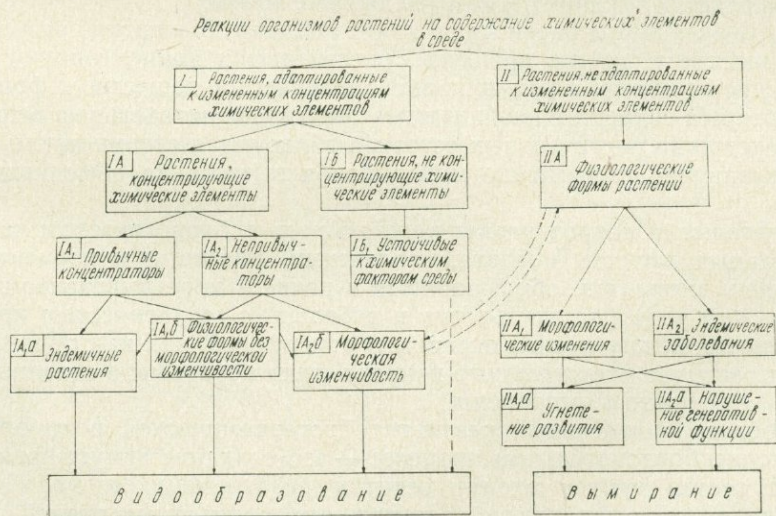 Реакции организмов растений на содержание химических элементов
в среде
I Растения, адаптированные
к измененным концентрациям
химических элементов
II Растения, не адаптированные
к измененным концентрациям
химических элементов
IА Растения,
концентрирующие
химические элементы
IБ Растения, не кон-
центрирующие хими-
ческие элементы
IIА Физиологические
формы растений
IА₁ Привычные
концентраторы
IА₂ Непривыч-
ные концентра-
торы
IБ₁ Устойчивые
к химическим
факторам среды
IА₁а Эндемичные
растения
IА₁б Физиологичес-
кие формы без
морфологической
изменчивости
IА₂б Морфологи-
ческая
изменчивость
IIА₁ Морфологи-
ческие изменения
IIА₂ Эндемические
заболевания
IIА₁а Угнете-
ние развития
IIА₂а Наруше-
ние генератив-
ной функции
Видообразование
Вымирание